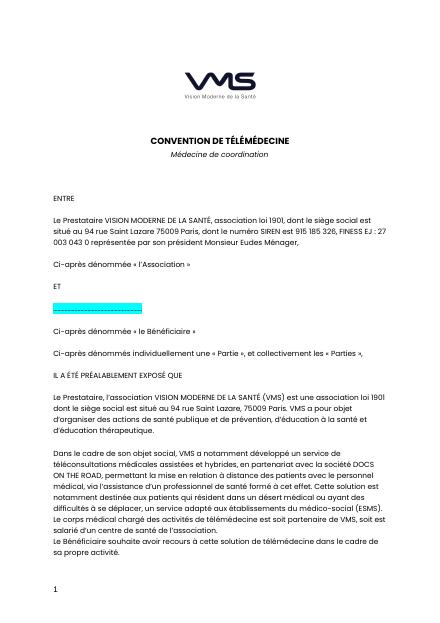 VMS
Vision Moderne de la Santé
CONVENTION DE TÉLÉMÉDECINE
Médecine de coordination
ENTRE
Le Prestataire VISION MODERNE DE LA SANTÉ, association loi 1901, dont le siège social est
situé au 94 rue Saint Lazare 75009 Paris, dont le numéro SIREN est 915 185 326, FINESS EJ : 27
003 043 0 représentée par son président Monsieur Eudes Ménager,
Ci-après dénommée « l'Association »
ET
Ci-après dénommée « le Bénéficiaire »
Ci-après dénommés individuellement une « Partie », et collectivement les « Parties »,
IL A ÉTÉ PRÉALABLEMENT EXPOSÉ QUE
Le Prestataire, l'association VISION MODERNE DE LA SANTÉ (VMS) est une association loi 1901
dont le siège social est situé au 94 rue Saint Lazare, 75009 Paris. VMS a pour objet
d'organiser des actions de santé publique et de prévention, d'éducation à la santé et
d'éducation thérapeutique.
Dans le cadre de son objet social, VMS a notamment développé un service de
téléconsultations médicales assistées et hybrides, en partenariat avec la société DOCS
ON THE ROAD, permettant la mise en relation à distance des patients avec le personnel
médical, via l'assistance d'un professionnel de santé formé à cet effet. Cette solution est
notamment destinée aux patients qui résident dans un désert médical ou ayant des
difficultés à se déplacer, un service adapté aux établissements du médico-social (ESMS).
Le corps médical chargé des activités de télémédecine est soit partenaire de VMS, soit est
salarié d'un centre de santé de l'association.
Le Bénéficiaire souhaite avoir recours à cette solution de télémédecine dans le cadre de
sa propre activité.
1